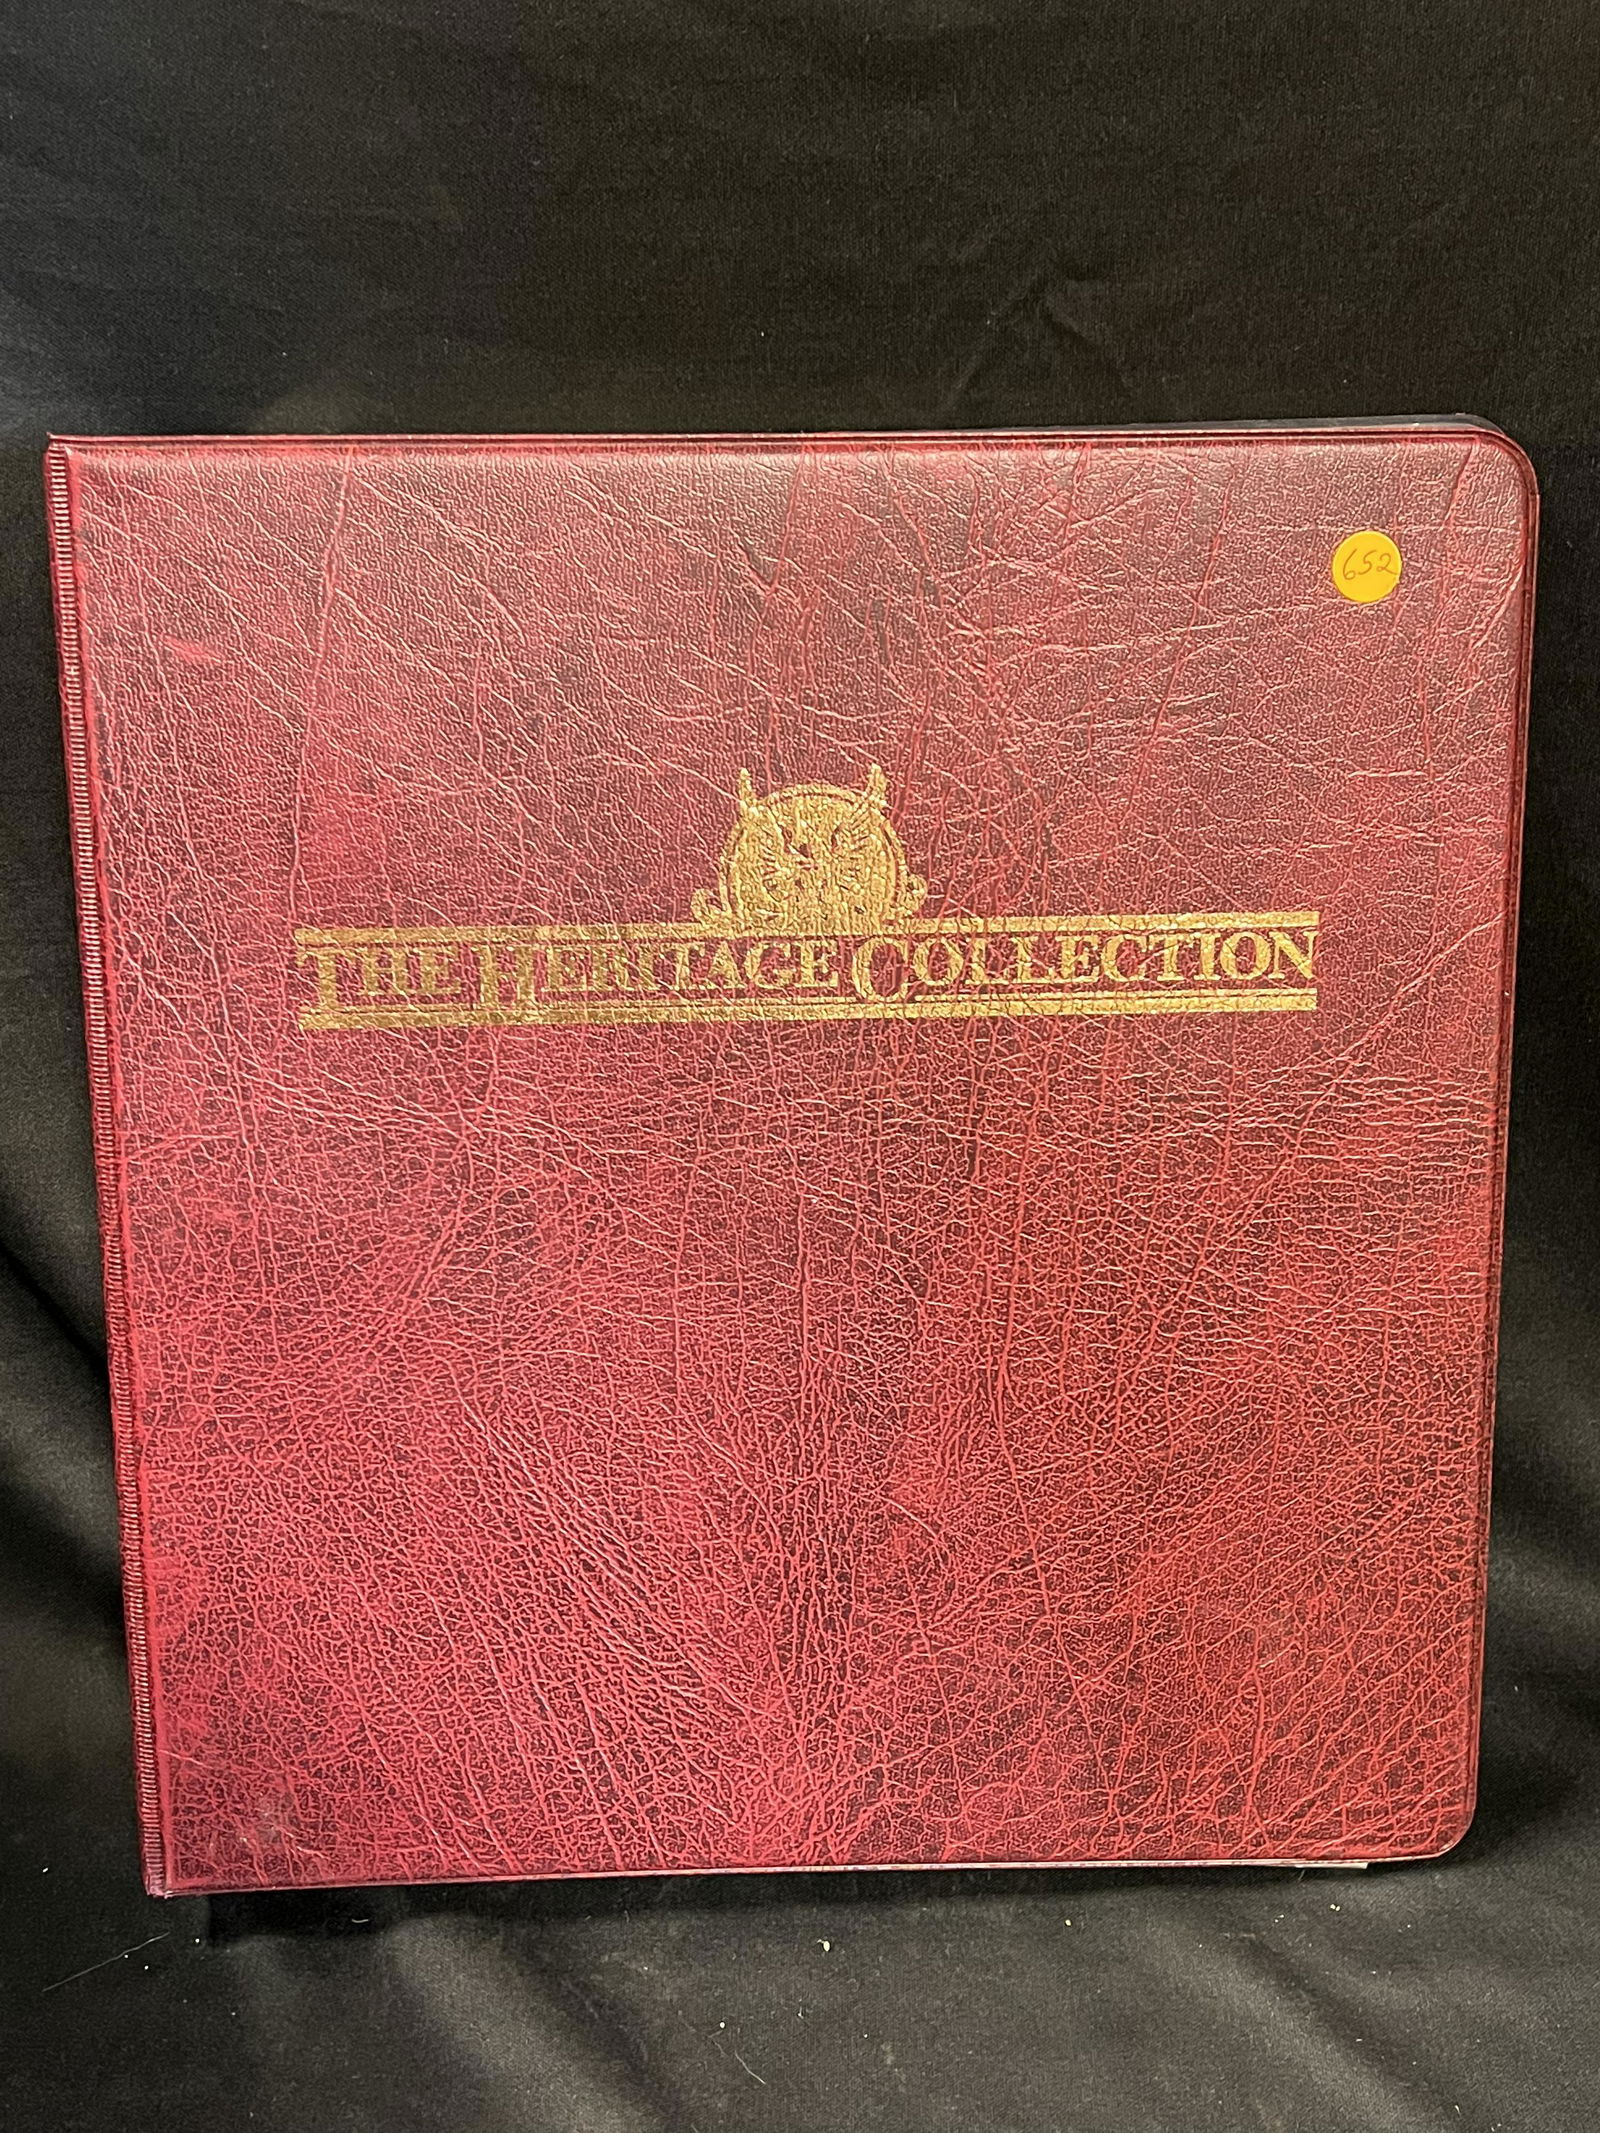 652
THE HERITAGE COLLECTION